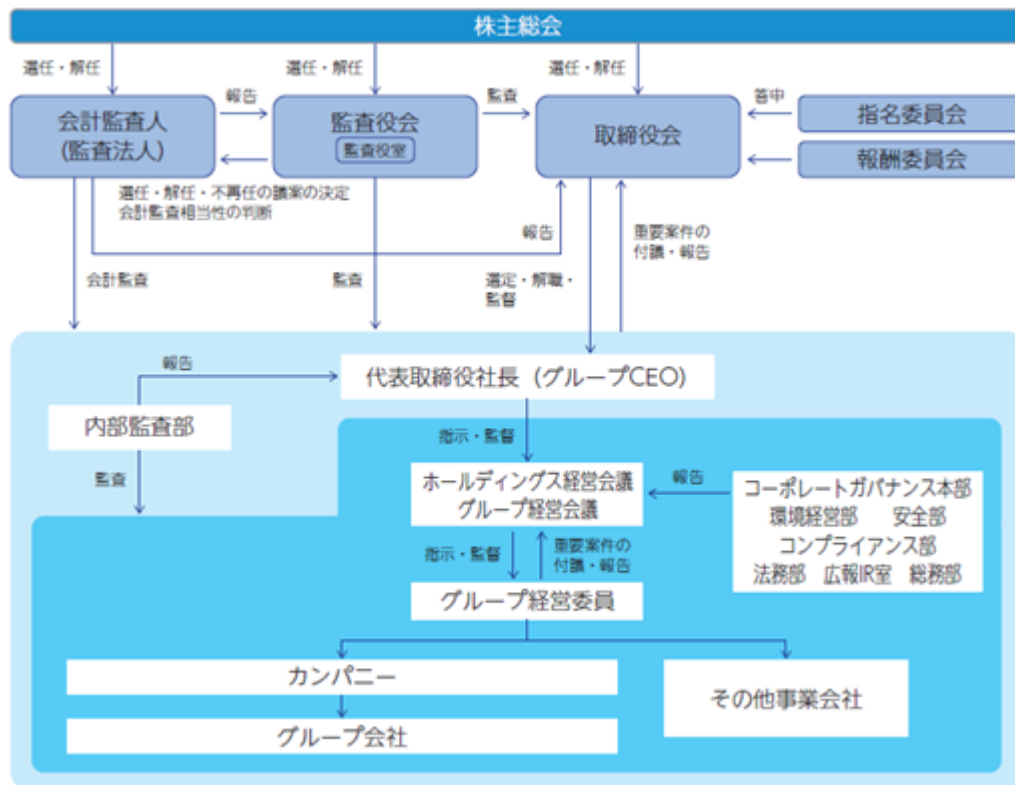 株主総会
選任・解任
選任・解任
選任・解任
会計監査人
(監査法人)
報告
監査役会
監査役室
監査
取締役会
答申
指名委員会
報酬委員会
選任・解任・不再任の議案の決定
会計監査相当性の判断
報告
重要案件の
付議・報告
会計監査
監査
選定・解職・
監督
報告
代表取締役社長（グループCEO）
内部監査部
監査
指示・監督
ホールディングス経営会議
グループ経営会議
報告
コーポレートガバナンス本部
環境経営部　安全部
コンプライアンス部
法務部　広報IR室　総務部
指示・監督
重要案件の
付議・報告
グループ経営委員
カンパニー
その他事業会社
グループ会社